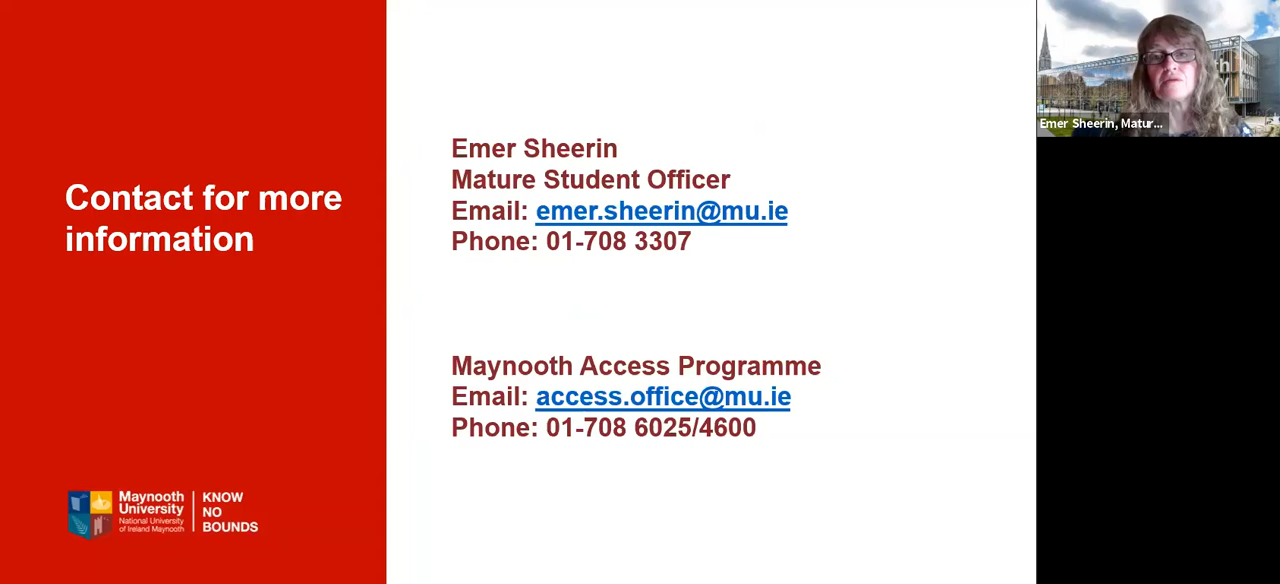 Contact for more
information
Emer Sheerin
Mature Student Officer
Email: emer.sheerin@mu.ie
Phone: 01-708 3307
Maynooth Access Programme
Email: access.office@mu.ie
Phone: 01-708 6025/4600
Maynooth
University
National University
of Ireland Maynooth
KNOW
NO
BOUNDS
Emer Sheerin, Matur...